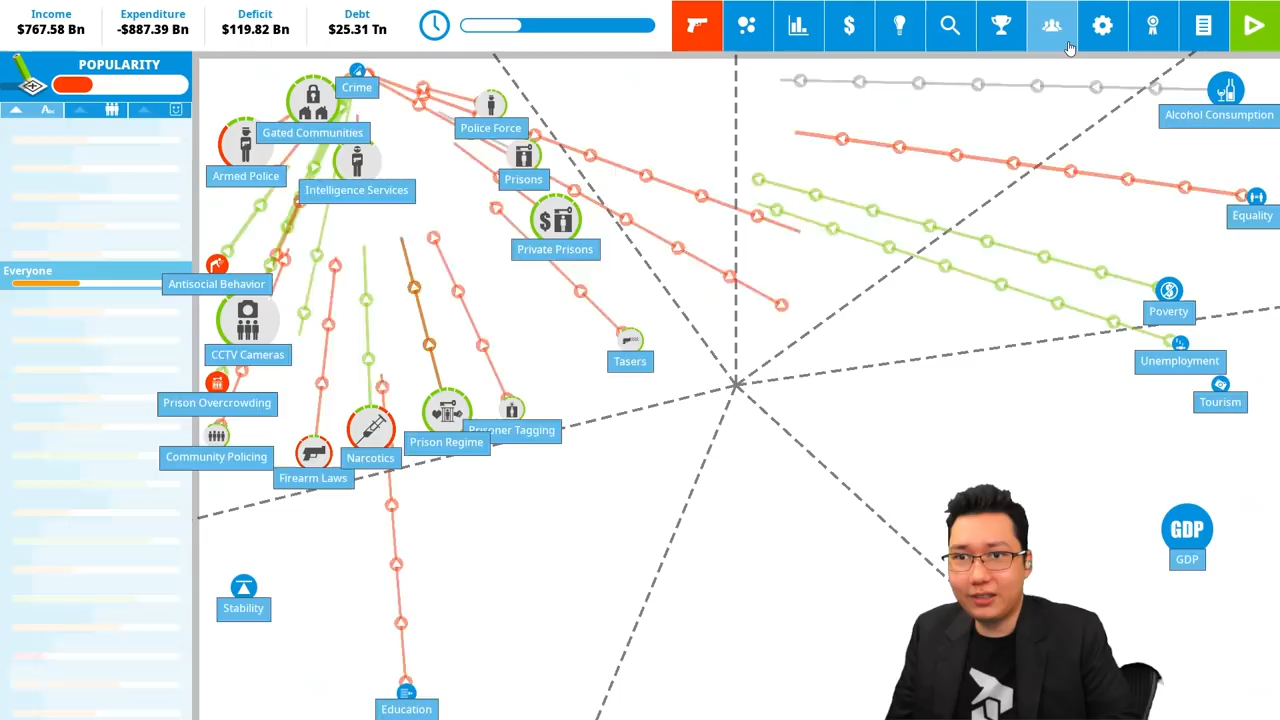 Income
Expenditure
Deficit
Debt
$767.58 Bn
-$887.39 Bn
$119.82 Bn
$25.31 Tn
POPULARITY
Everyone
Crime
Gated Communities
Police Force
Armed Police
Intelligence Services
Prisons
Private Prisons
Antisocial Behavior
CCTV Cameras
Tasers
Prison Overcrowding
Prisoner Tagging
Prison Regime
Community Policing
Narcotics
Firearm Laws
Alcohol Consumption
Equality
Poverty
Unemployment
Tourism
GDP
GDP
Stability
Education